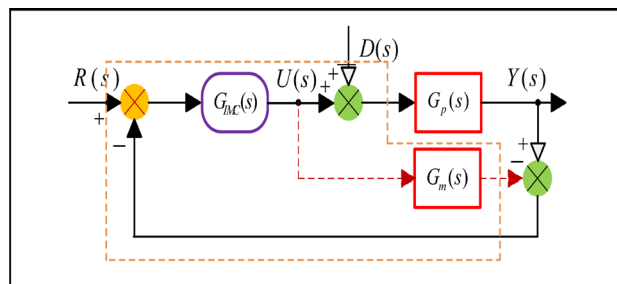 D(s)
R(s) U(s) + + Y(s)
G_IMC(s) G_p(s)
+ − + −
G_m(s)